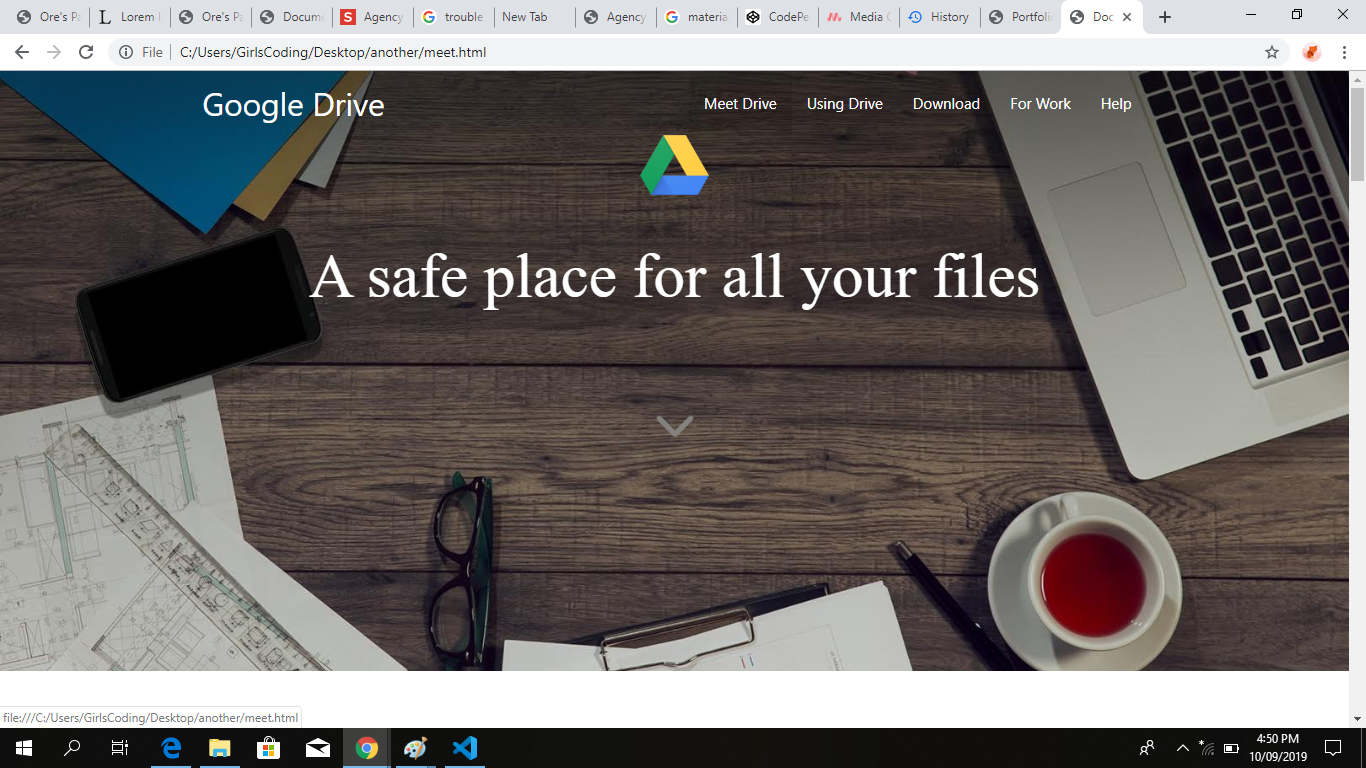 Ore's Pa
Lorem I
Ore's Pa
Docume
Agency
trouble
New Tab
Agency
materia
CodePe
Media
History
Portfolio
Doc
File
C:/Users/GirlsCoding/Desktop/another/meet.html
Google Drive
Meet Drive
Using Drive
Download
For Work
Help
A safe place for all your files
file:///C:/Users/GirlsCoding/Desktop/another/meet.html
4:50 PM
10/09/2019